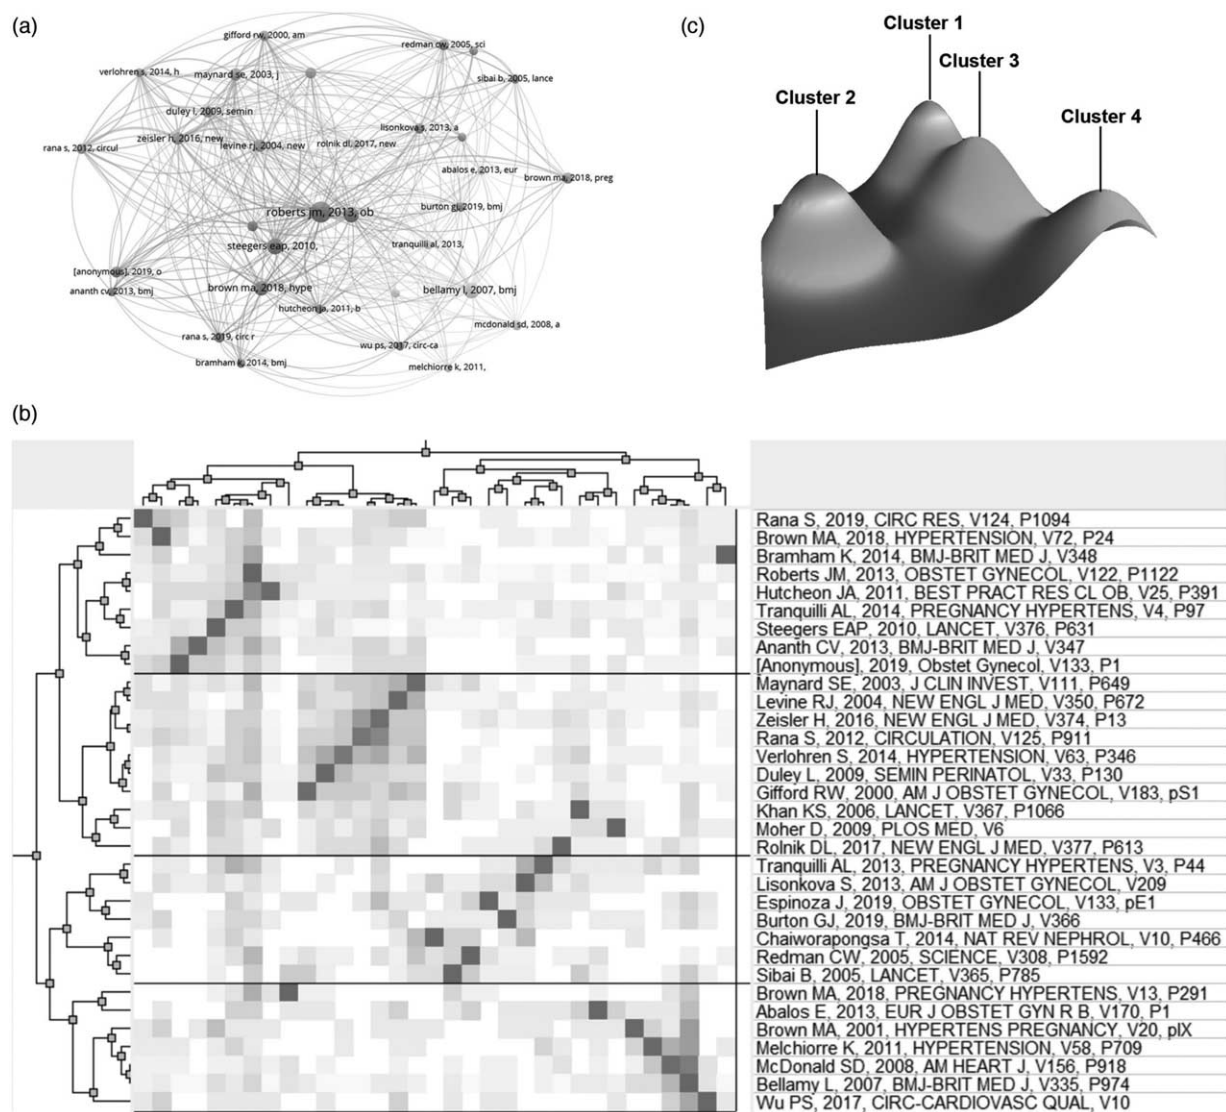 (a)
gifford rw, 2000, am
redman cw, 2005, sci
verlohren s, 2014, h
maynard se, 2003, j
sibai b, 2005, lance
duley l, 2009, semin
lisonkova s, 2013, a
zeisler h, 2016, new
levine rj, 2004, new
rolnik dl, 2017, new
rana s, 2012, circul
abalos e, 2013, eur
brown ma, 2018, preg
roberts jm, 2013, ob
burton gj, 2019, bmj
steegers eap, 2010,
tranquilli al, 2013,
[anonymous], 2019, o
ananth cv, 2013, bmj
brown ma, 2018, hype
bellamy l, 2007, bmj
hutcheon ja, 2011, b
mcdonald sd, 2008, a
rana s, 2019, circ r
wu ps, 2017, circ-ca
bramham k, 2014, bmj
melchiorre k, 2011,
(c)
Cluster 1
Cluster 3
Cluster 2
Cluster 4
(b)
Rana S, 2019, CIRC RES, V124, P1094
Brown MA, 2018, HYPERTENSION, V72, P24
Bramham K, 2014, BMJ-BRIT MED J, V348
Roberts JM, 2013, OBSTET GYNECOL, V122, P1122
Hutcheon JA, 2011, BEST PRACT RES CL OB, V25, P391
Tranquilli AL, 2014, PREGNANCY HYPERTENS, V4, P97
Steegers EAP, 2010, LANCET, V376, P631
Ananth CV, 2013, BMJ-BRIT MED J, V347
[Anonymous], 2019, Obstet Gynecol, V133, P1
Maynard SE, 2003, J CLIN INVEST, V111, P649
Levine RJ, 2004, NEW ENGL J MED, V350, P672
Zeisler H, 2016, NEW ENGL J MED, V374, P13
Rana S, 2012, CIRCULATION, V125, P911
Verlohren S, 2014, HYPERTENSION, V63, P346
Duley L, 2009, SEMIN PERINATOL, V33, P130
Gifford RW, 2000, AM J OBSTET GYNECOL, V183, pS1
Khan KS, 2006, LANCET, V367, P1066
Moher D, 2009, PLOS MED, V6
Rolnik DL, 2017, NEW ENGL J MED, V377, P613
Tranquilli AL, 2013, PREGNANCY HYPERTENS, V3, P44
Lisonkova S, 2013, AM J OBSTET GYNECOL, V209
Espinoza J, 2019, OBSTET GYNECOL, V133, pE1
Burton GJ, 2019, BMJ-BRIT MED J, V366
Chaiworapongsa T, 2014, NAT REV NEPHROL, V10, P466
Redman CW, 2005, SCIENCE, V308, P1592
Sibai B, 2005, LANCET, V365, P785
Brown MA, 2018, PREGNANCY HYPERTENS, V13, P291
Abalos E, 2013, EUR J OBSTET GYN R B, V170, P1
Brown MA, 2001, HYPERTENS PREGNANCY, V20, pIX
Melchiorre K, 2011, HYPERTENSION, V58, P709
McDonald SD, 2008, AM HEART J, V156, P918
Bellamy L, 2007, BMJ-BRIT MED J, V335, P974
Wu PS, 2017, CIRC-CARDIOVASC QUAL, V10